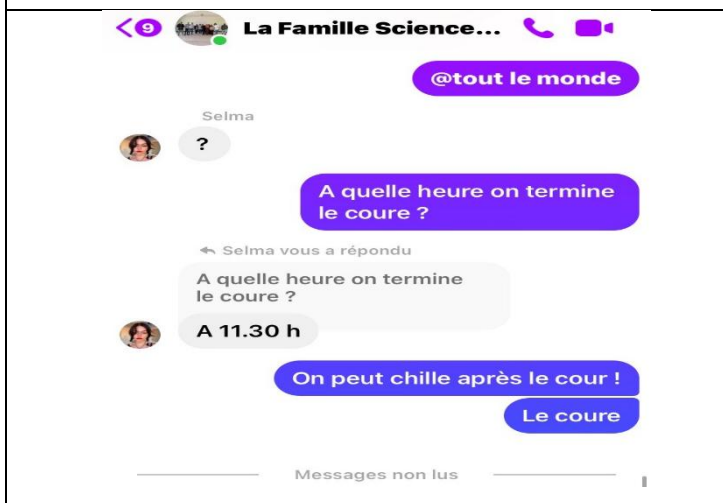 9
La Famille Science...
@tout le monde
Selma
?
A quelle heure on termine
le coure ?
Selma vous a répondu
A quelle heure on termine
le coure ?
A 11.30 h
On peut chille après le cour !
Le coure
Messages non lus